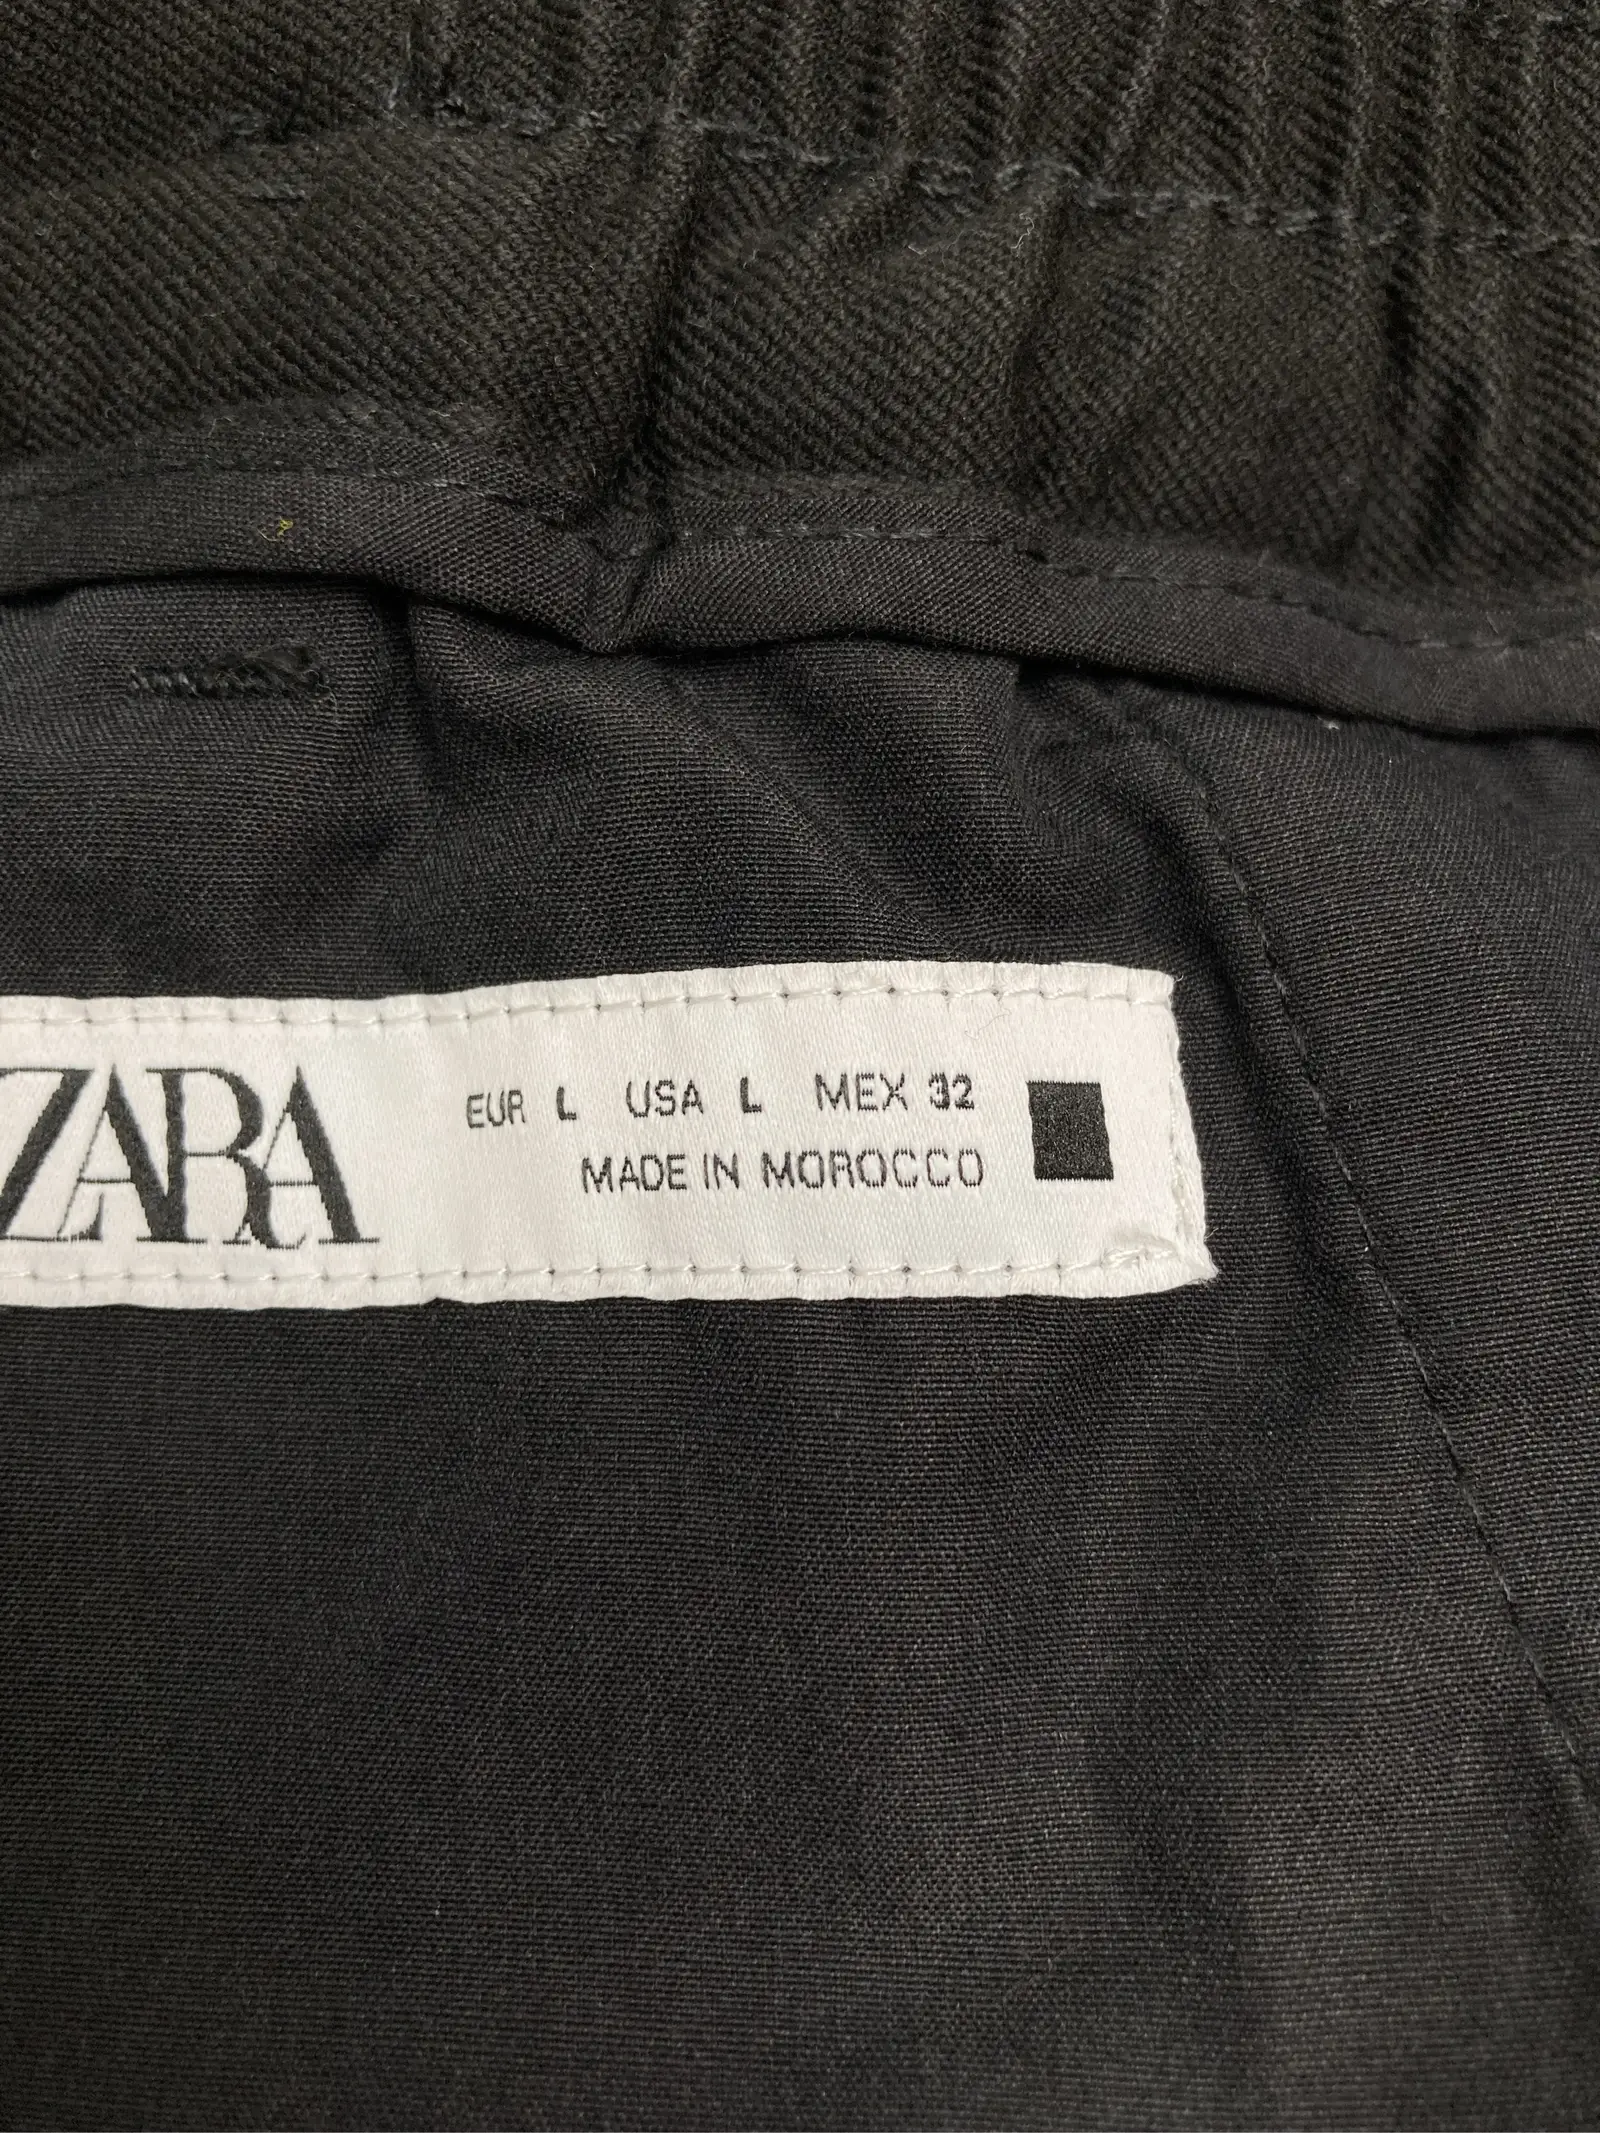 ZARA
EUR L USA L MEX 32
MADE IN MOROCCO